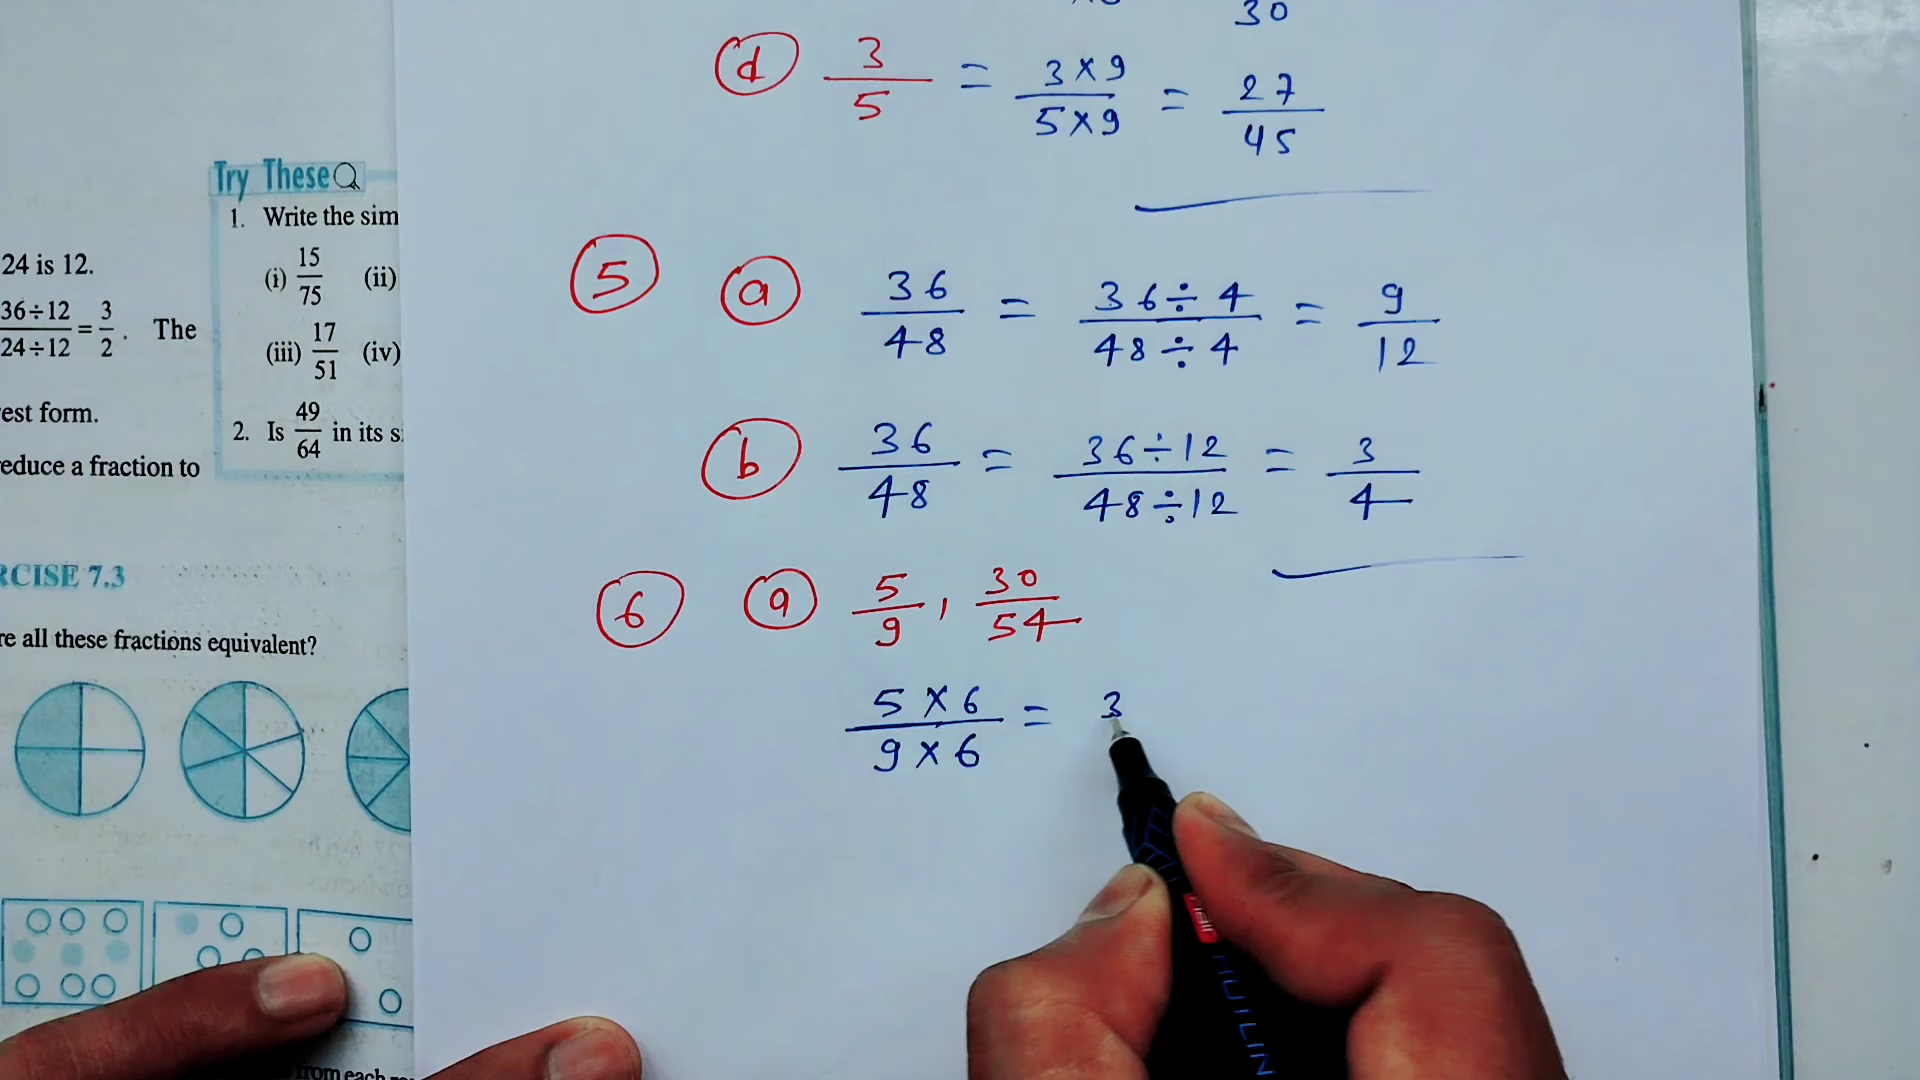 24 is 12.
36÷12/24÷12 = 3/2 . The
est form.
educe a fraction to
Try These
1. Write the sim
(i) 15/75 (ii)
(iii) 17/51 (iv)
2. Is 49/64 in its s
RCISE 7.3
re all these fractions equivalent?
from each
30
(d) 3/5 = 3×9/5×9 = 27/45
(5) (a) 36/48 = 36÷4/48÷4 = 9/12
(b) 36/48 = 36÷12/48÷12 = 3/4
(6) (a) 5/9 , 30/54
5×6/9×6 = 3
HUILIN